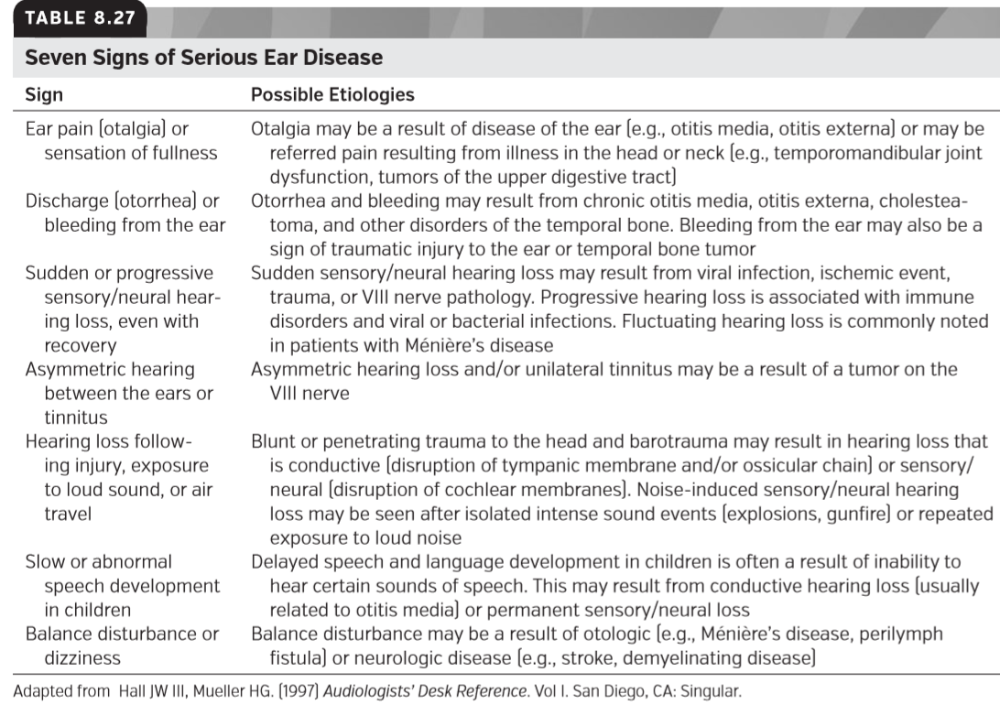 TABLE 8.27
Seven Signs of Serious Ear Disease
Sign Possible Etiologies
Ear pain (otalgia) or Otalgia may be a result of disease of the ear (e.g., otitis media, otitis externa) or may be
sensation of fullness referred pain resulting from illness in the head or neck (e.g., temporomandibular joint
dysfunction, tumors of the upper digestive tract)
Discharge (otorrhea) or Otorrhea and bleeding may result from chronic otitis media, otitis externa, cholestea-
bleeding from the ear toma, and other disorders of the temporal bone. Bleeding from the ear may also be a
sign of traumatic injury to the ear or temporal bone tumor
Sudden or progressive Sudden sensory/neural hearing loss may result from viral infection, ischemic event,
sensory/neural hear- trauma, or VIII nerve pathology. Progressive hearing loss is associated with immune
ing loss, even with disorders and viral or bacterial infections. Fluctuating hearing loss is commonly noted
recovery in patients with Ménière's disease
Asymmetric hearing Asymmetric hearing loss and/or unilateral tinnitus may be a result of a tumor on the
between the ears or VIII nerve
tinnitus
Hearing loss follow- Blunt or penetrating trauma to the head and barotrauma may result in hearing loss that
ing injury, exposure is conductive (disruption of tympanic membrane and/or ossicular chain) or sensory/
to loud sound, or air neural (disruption of cochlear membranes). Noise-induced sensory/neural hearing
travel loss may be seen after isolated intense sound events (explosions, gunfire) or repeated
exposure to loud noise
Slow or abnormal Delayed speech and language development in children is often a result of inability to
speech development hear certain sounds of speech. This may result from conductive hearing loss (usually
in children related to otitis media) or permanent sensory/neural loss
Balance disturbance or Balance disturbance may be a result of otologic (e.g., Ménière's disease, perilymph
dizziness fistula) or neurologic disease (e.g., stroke, demyelinating disease)
Adapted from Hall JW III, Mueller HG. (1997) Audiologists' Desk Reference. Vol I. San Diego, CA: Singular.